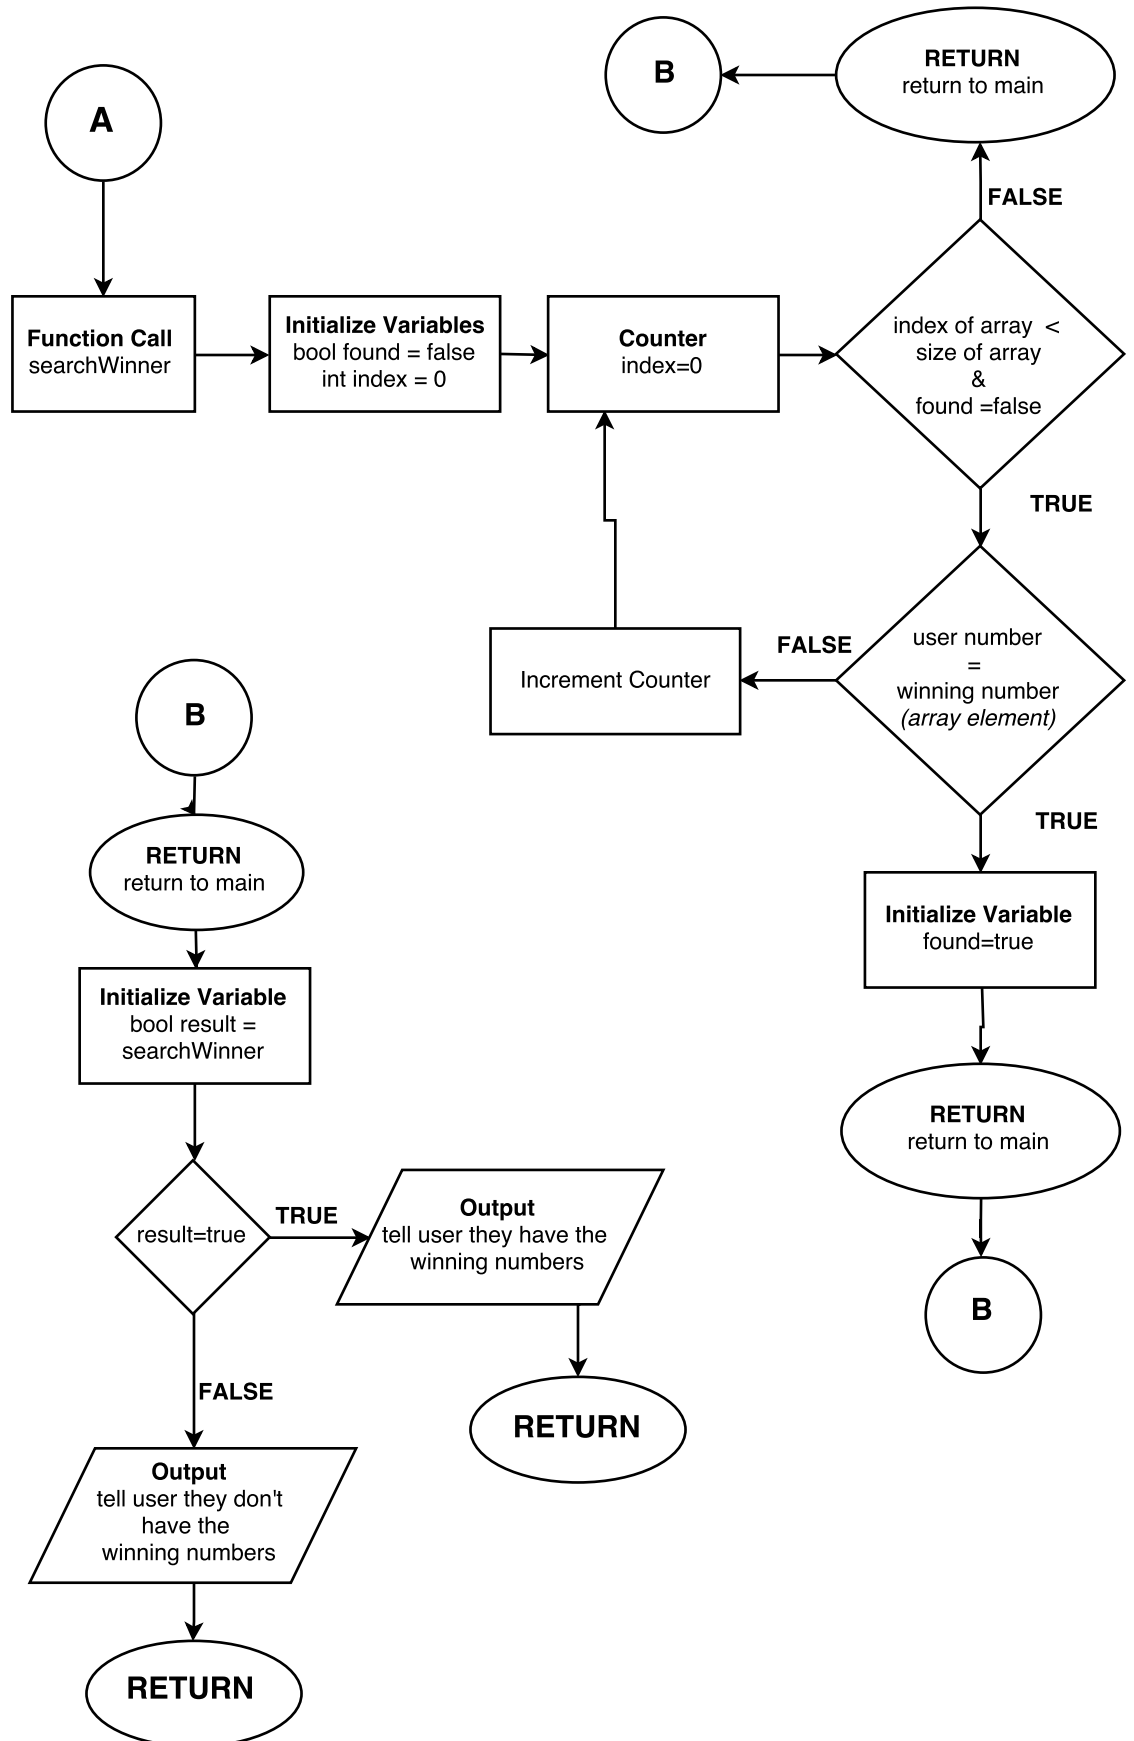 A
Function Call
searchWinner
Initialize Variables
bool found = false
int index = 0
Counter
index=0
index of array <
size of array
&
found =false
FALSE
RETURN
return to main
B
TRUE
user number
=
winning number
(array element)
FALSE
Increment Counter
TRUE
Initialize Variable
found=true
RETURN
return to main
B
B
RETURN
return to main
Initialize Variable
bool result =
searchWinner
result=true
TRUE
Output
tell user they have the
winning numbers
RETURN
FALSE
Output
tell user they don't
have the
winning numbers
RETURN